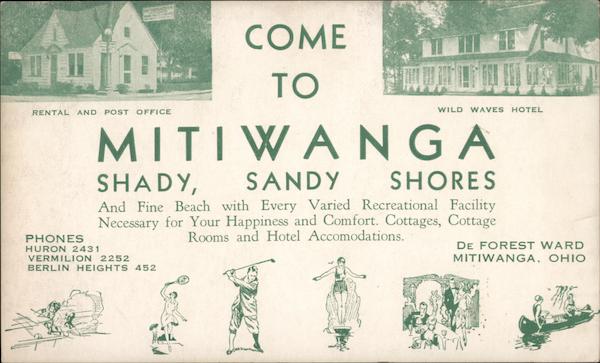 COME
TO
RENTAL AND POST OFFICE
WILD WAVES HOTEL
MITIWANGA
SHADY, SANDY SHORES
And Fine Beach with Every Varied Recreational Facility
Necessary for Your Happiness and Comfort. Cottages, Cottage
Rooms and Hotel Accomodations.
PHONES
HURON 2431
VERMILION 2252
BERLIN HEIGHTS 452
DE FOREST WARD
MITIWANGA, OHIO